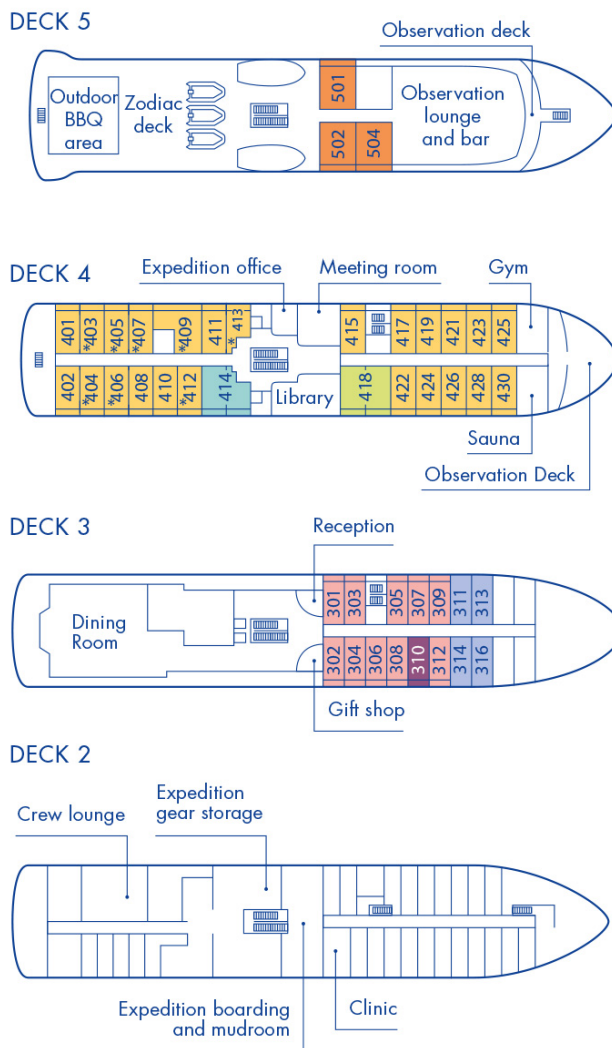 DECK 5
Observation deck
Outdoor
BBQ
area
Zodiac
deck
501
502
504
Observation
lounge
and bar
DECK 4
Expedition office
Meeting room
Gym
401
*403
*405
*407
*409
411
*413
415
417
419
421
423
425
402
*404
*406
408
410
*412
414
Library
418
422
424
426
428
430
Sauna
Observation Deck
DECK 3
Reception
Dining
Room
301
303
305
307
309
311
313
302
304
306
308
310
312
314
316
Gift shop
DECK 2
Crew lounge
Expedition
gear storage
Expedition boarding
and mudroom
Clinic